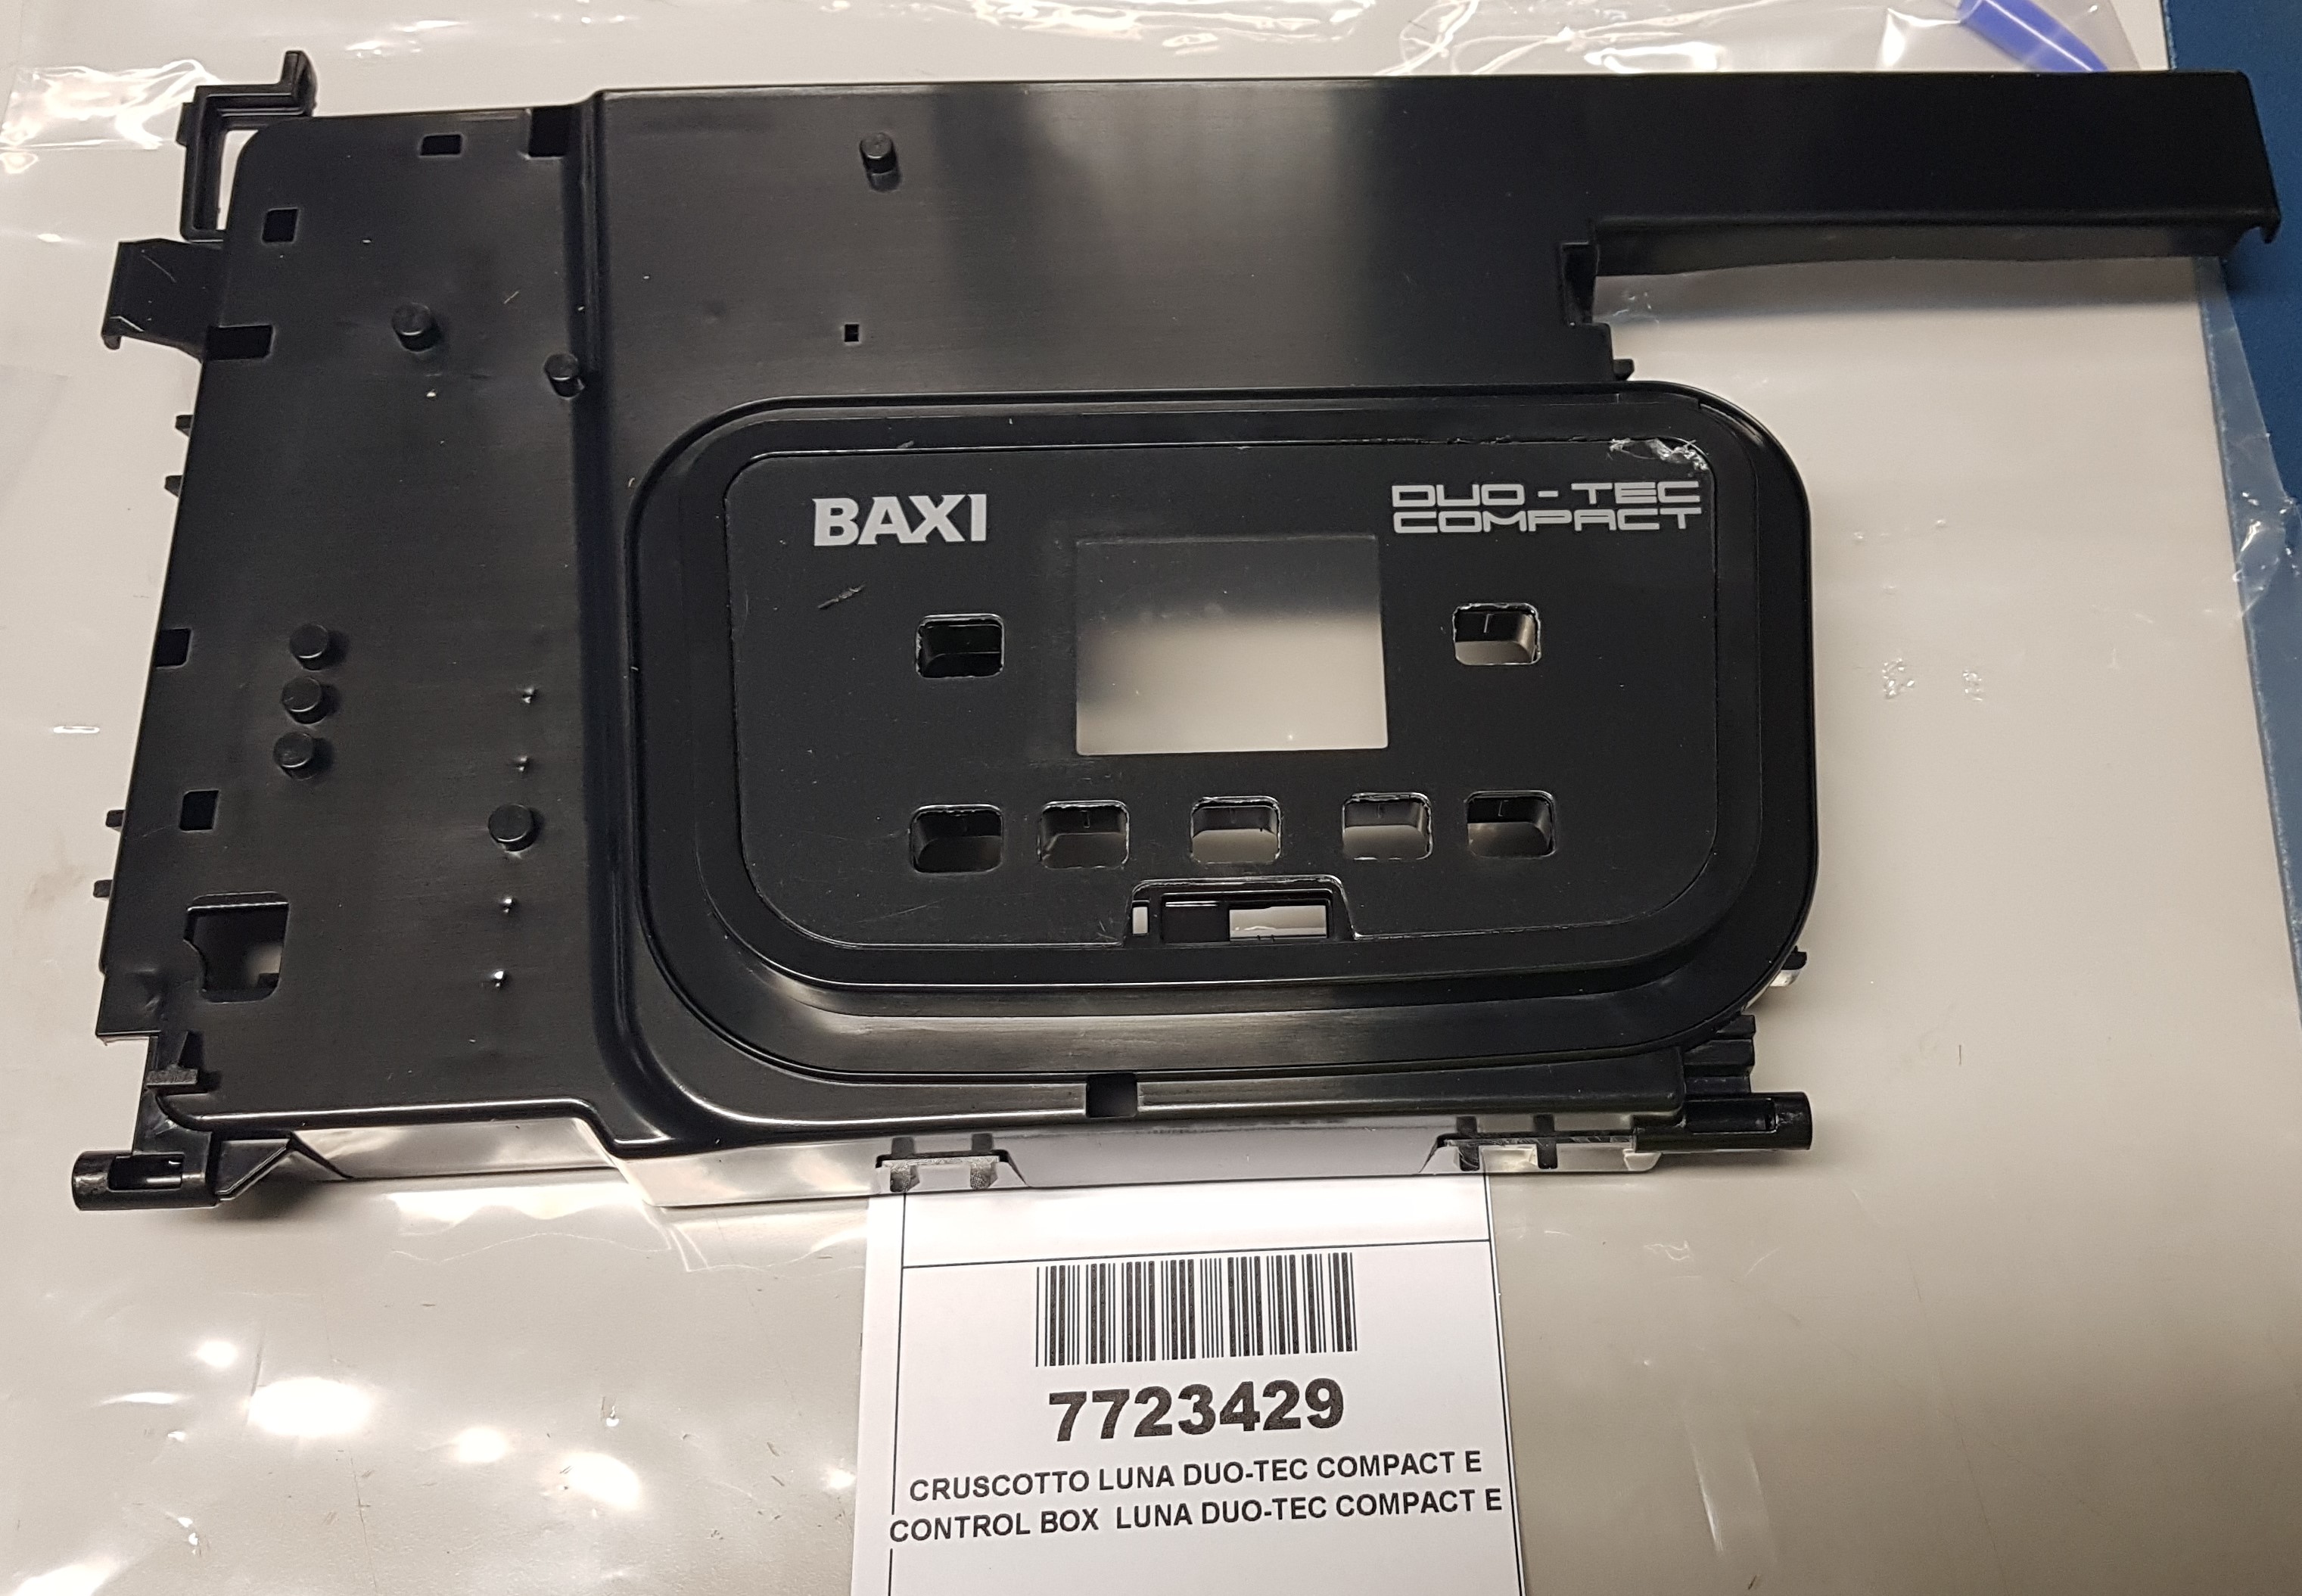 BAXI
DUO-TEC
COMPACT
7723429
CRUSCOTTO LUNA DUO-TEC COMPACT E
CONTROL BOX LUNA DUO-TEC COMPACT E